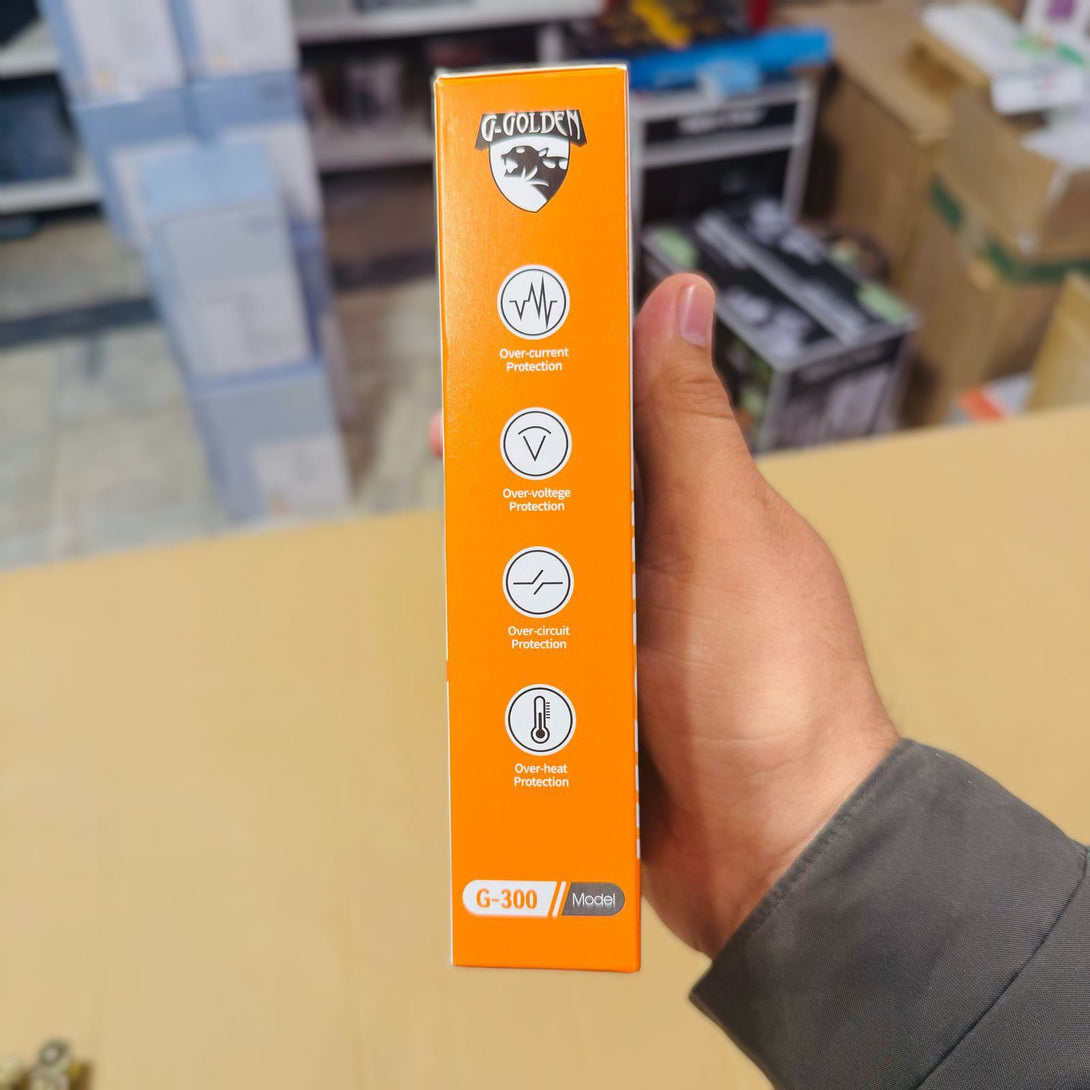 G-GOLDEN
Over-current
Protection
V
Over-voltege
Protection
Over-circuit
Protection
Over-heat
Protection
G-300 Model